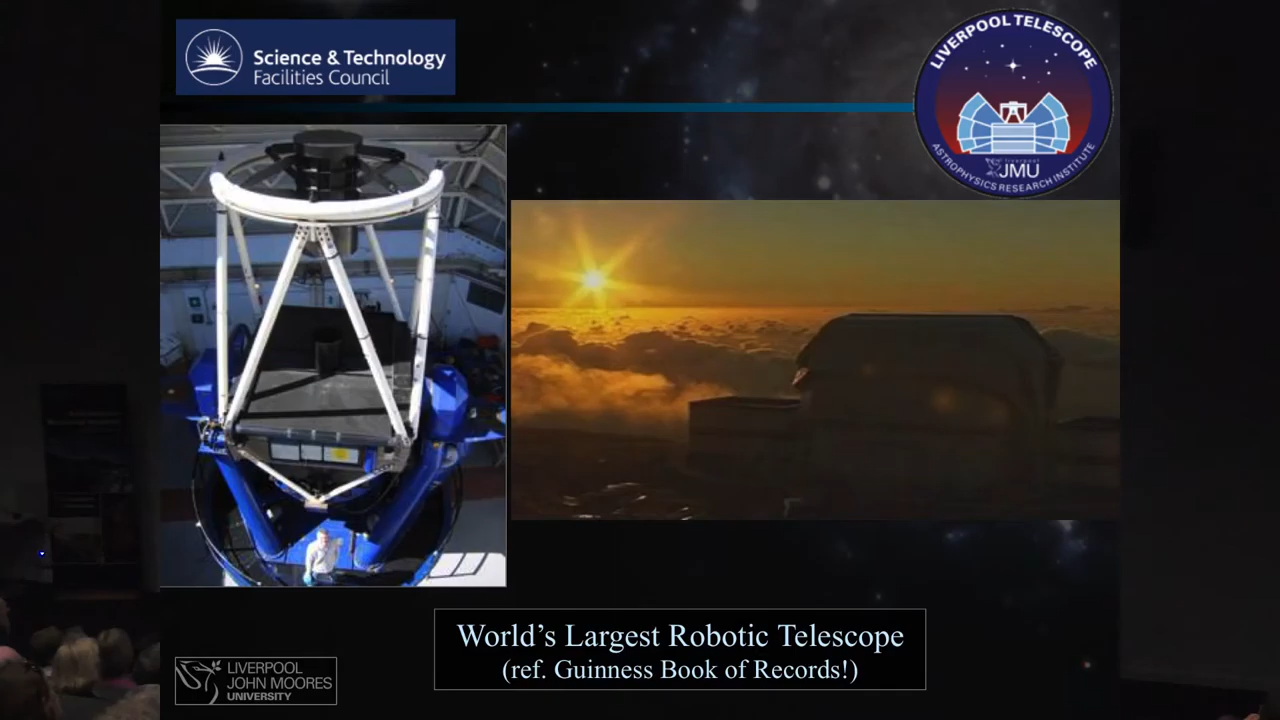 Science & Technology
Facilities Council
LIVERPOOL TELESCOPE
liverpool
JMU
ASTROPHYSICS RESEARCH INSTITUTE
World’s Largest Robotic Telescope
(ref. Guinness Book of Records!)
LIVERPOOL
JOHN MOORES
UNIVERSITY